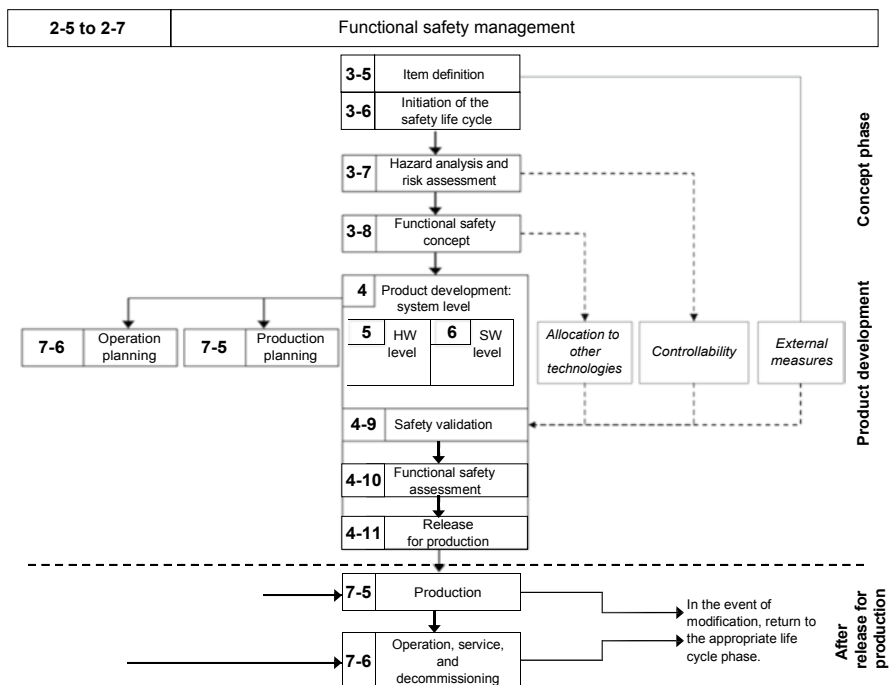 2-5 to 2-7
Functional safety management
3-5
Item definition
3-6
Initiation of the
safety life cycle
3-7
Hazard analysis and
risk assessment
3-8
Functional safety
concept
Concept phase
4
Product development:
system level
5
HW
level
6
SW
level
7-6
Operation
planning
7-5
Production
planning
Allocation to
other
technologies
Controllability
External
measures
Product development
4-9
Safety validation
4-10
Functional safety
assessment
4-11
Release
for production
7-5
Production
7-6
Operation, service,
and
decommissioning
In the event of
modification, return to
the appropriate life
cycle phase.
After
release for
production